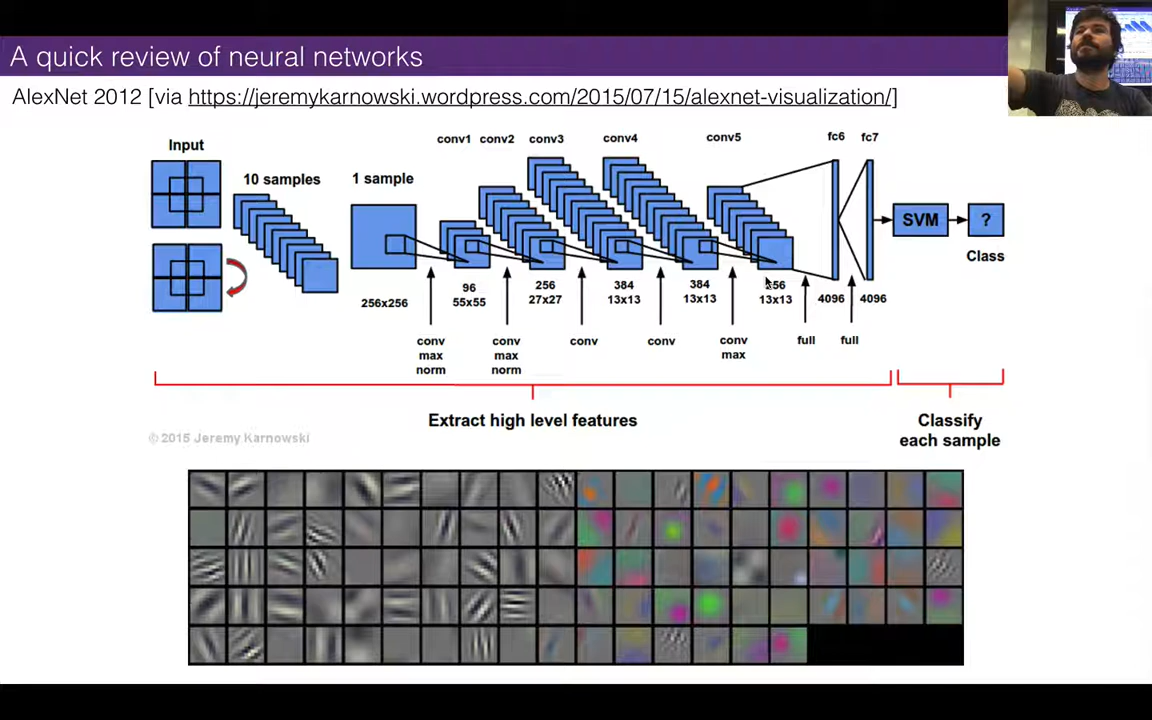 A quick review of neural networks
AlexNet 2012 [via https://jeremykarnowski.wordpress.com/2015/07/15/alexnet-visualization/]
Input
10 samples
1 sample
conv1 conv2 conv3 conv4 conv5 fc6 fc7
SVM
?
Class
256x256
96
55x55
256
27x27
384
13x13
384
13x13
13x13
4096
4096
conv
max
norm
conv
max
norm
conv
conv
conv
max
full
full
Extract high level features
Classify
each sample
© 2015 Jeremy Karnowski